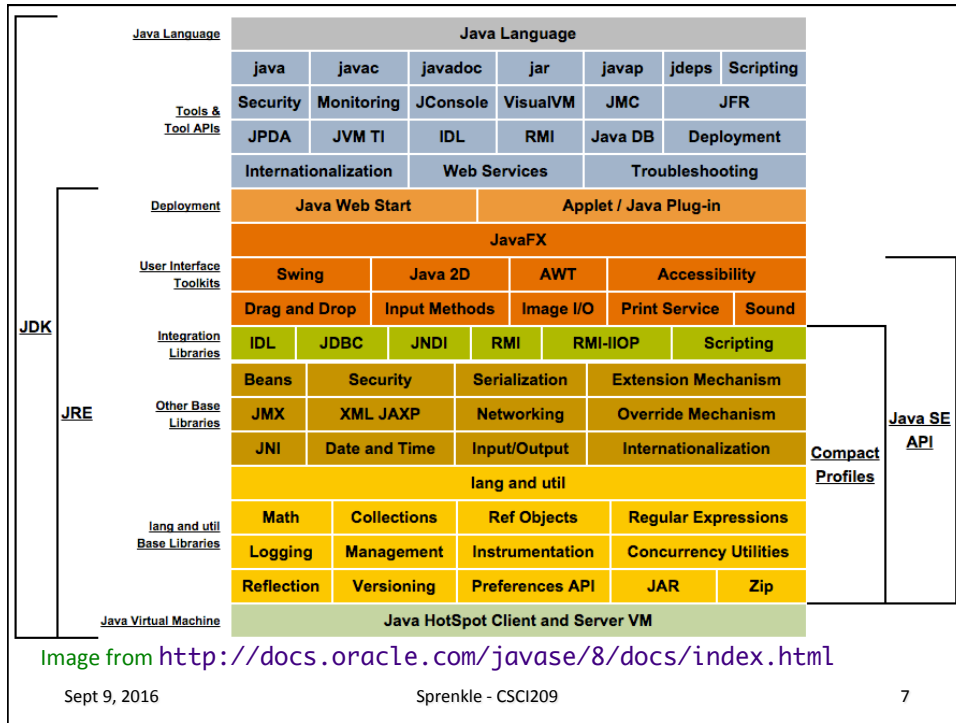 Java Language Java Language
java javac javadoc jar javap jdeps Scripting
Security Monitoring JConsole VisualVM JMC JFR
Tools &
Tool APIs
JPDA JVM TI IDL RMI Java DB Deployment
Internationalization Web Services Troubleshooting
Deployment Java Web Start Applet / Java Plug-in
JavaFX
User Interface
Toolkits
Swing Java 2D AWT Accessibility
Drag and Drop Input Methods Image I/O Print Service Sound
JDK
Integration
Libraries
IDL JDBC JNDI RMI RMI-IIOP Scripting
Beans Security Serialization Extension Mechanism
JRE
Other Base
Libraries
JMX XML JAXP Networking Override Mechanism
Java SE
API
JNI Date and Time Input/Output Internationalization
Compact
Profiles
lang and util
Math Collections Ref Objects Regular Expressions
lang and util
Base Libraries
Logging Management Instrumentation Concurrency Utilities
Reflection Versioning Preferences API JAR Zip
Java Virtual Machine Java HotSpot Client and Server VM
Image from http://docs.oracle.com/javase/8/docs/index.html
Sept 9, 2016 Sprenkle - CSCI209 7